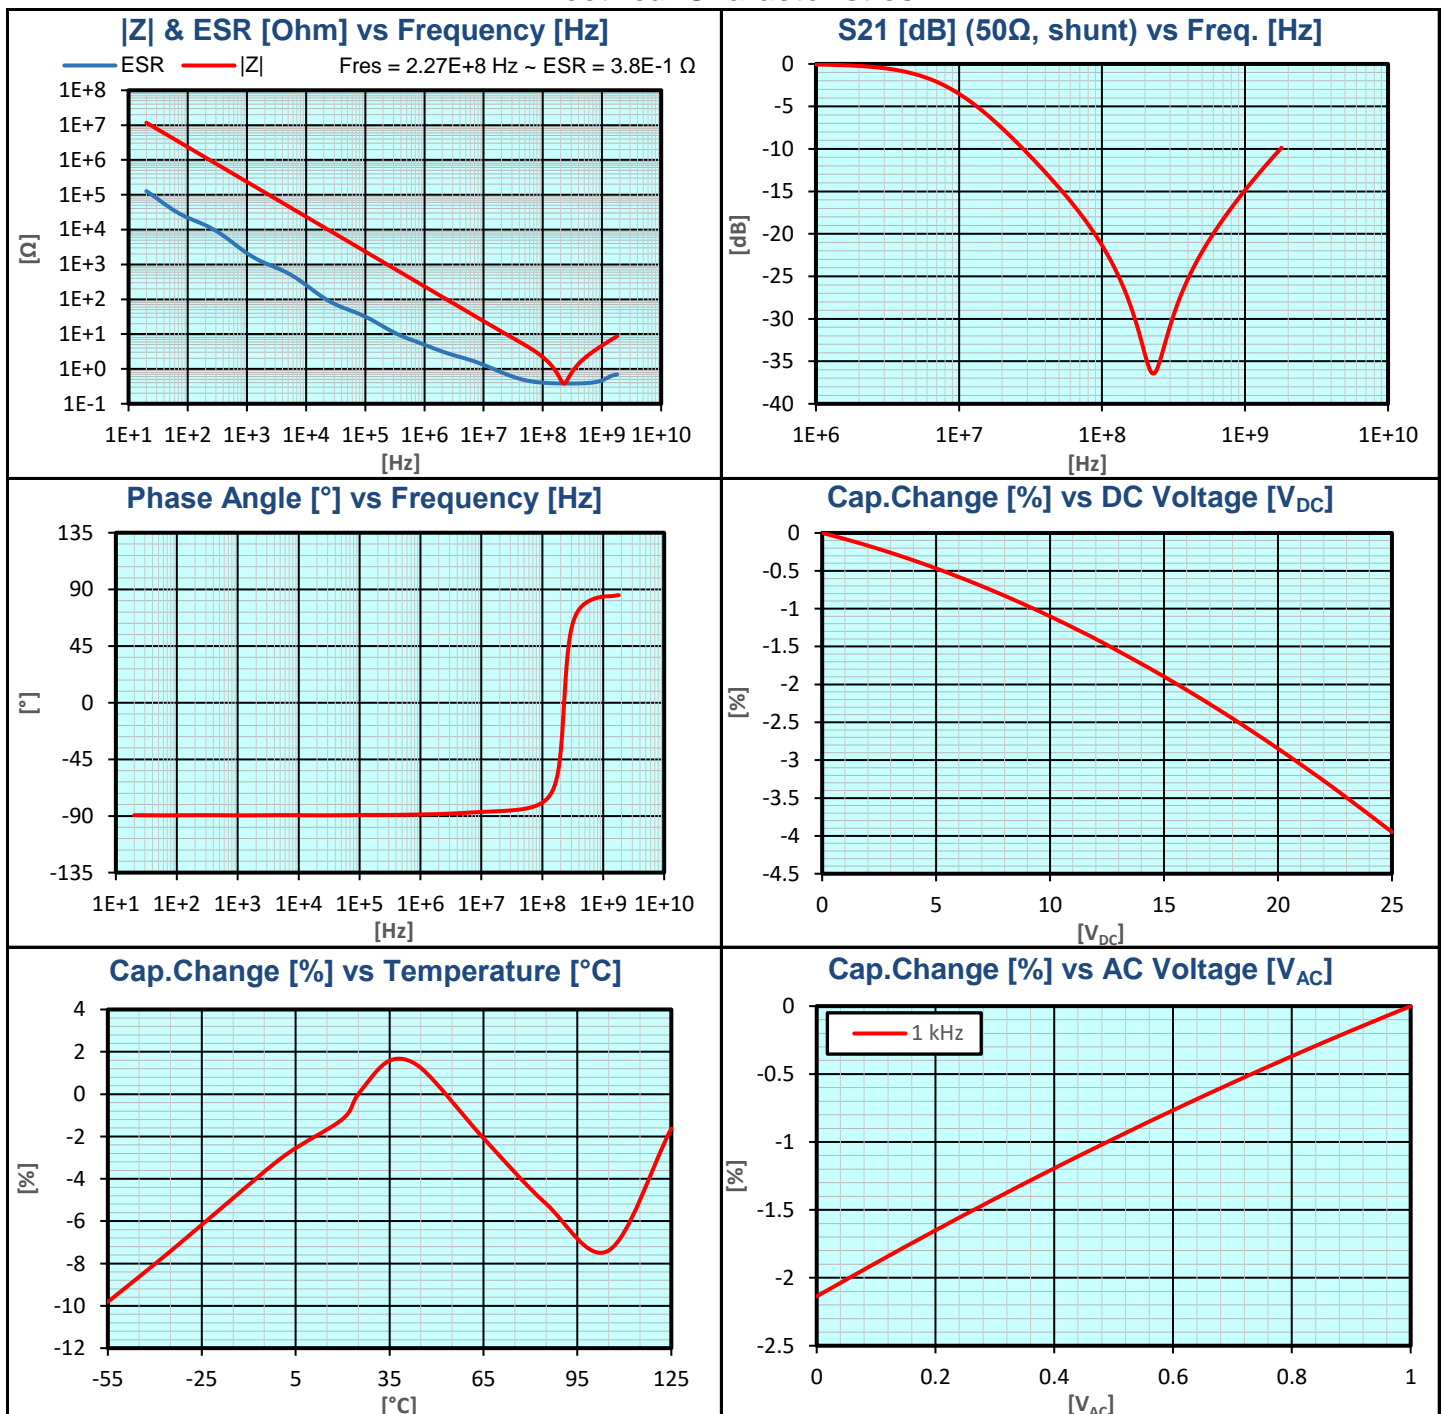 |Z| & ESR [Ohm] vs Frequency [Hz]
ESR |Z| Fres = 2.27E+8 Hz ~ ESR = 3.8E-1 Ω
1E+8
1E+7
1E+6
1E+5
1E+4
1E+3
1E+2
1E+1
1E+0
1E-1
[Ω]
1E+1 1E+2 1E+3 1E+4 1E+5 1E+6 1E+7 1E+8 1E+9 1E+10
[Hz]
S21 [dB] (50Ω, shunt) vs Freq. [Hz]
0
-5
-10
-15
-20
-25
-30
-35
-40
[dB]
1E+6 1E+7 1E+8 1E+9 1E+10
[Hz]
Phase Angle [°] vs Frequency [Hz]
135
90
45
0
-45
-90
-135
[°]
1E+1 1E+2 1E+3 1E+4 1E+5 1E+6 1E+7 1E+8 1E+9 1E+10
[Hz]
Cap.Change [%] vs DC Voltage [VDC]
0
-0.5
-1
-1.5
-2
-2.5
-3
-3.5
-4
-4.5
[%]
0 5 10 15 20 25
[VDC]
Cap.Change [%] vs Temperature [°C]
4
2
0
-2
-4
-6
-8
-10
-12
[%]
-55 -25 5 35 65 95 125
[°C]
Cap.Change [%] vs AC Voltage [VAC]
1 kHz
0
-0.5
-1
-1.5
-2
-2.5
[%]
0 0.2 0.4 0.6 0.8 1
[VAC]